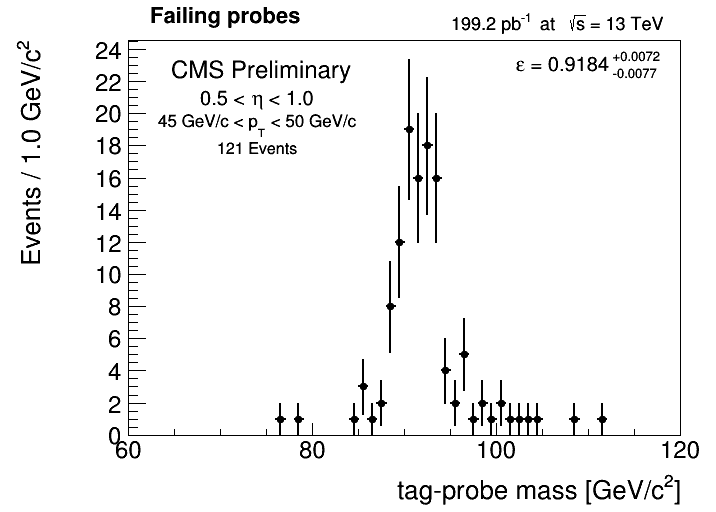 Failing probes
199.2 pb⁻¹ at √s = 13 TeV
CMS Preliminary
0.5 < η < 1.0
45 GeV/c < p_T < 50 GeV/c
121 Events
ε = 0.9184 +0.0072 -0.0077
Events / 1.0 GeV/c²
24
22
20
18
16
14
12
10
8
6
4
2
0
60 80 100 120
tag-probe mass [GeV/c²]